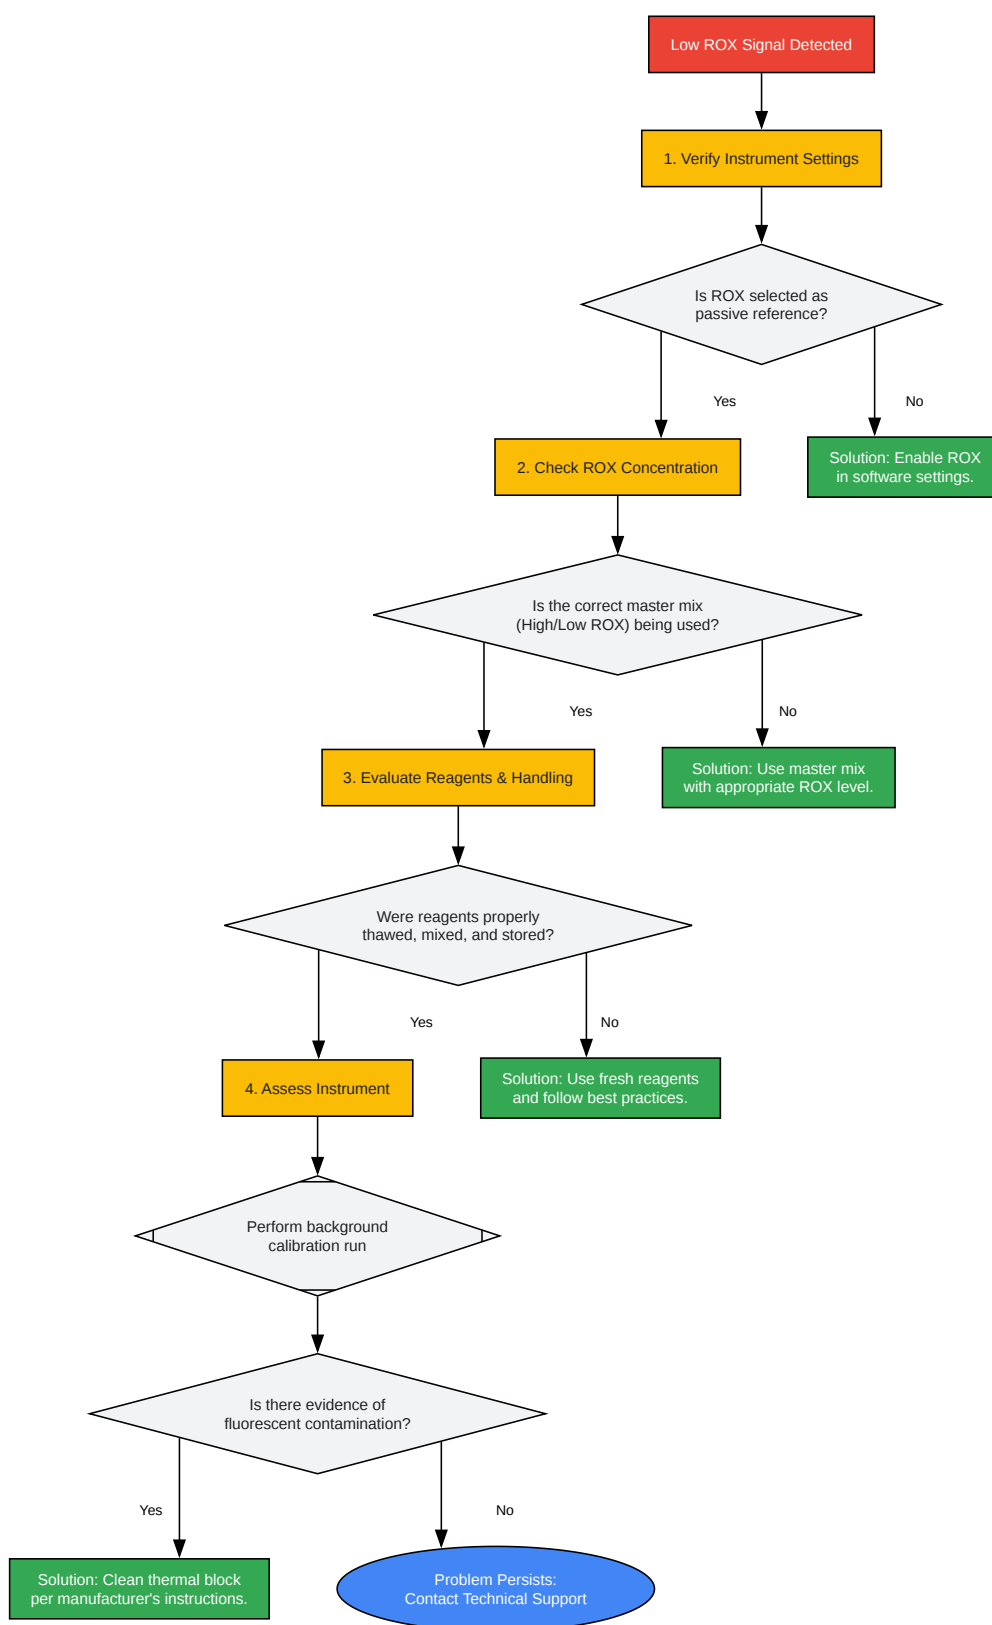 Low ROX Signal Detected
1. Verify Instrument Settings
Is ROX selected as
passive reference?
Yes
No
2. Check ROX Concentration
Solution: Enable ROX
in software settings.
Is the correct master mix
(High/Low ROX) being used?
Yes
No
3. Evaluate Reagents & Handling
Solution: Use master mix
with appropriate ROX level.
Were reagents properly
thawed, mixed, and stored?
Yes
No
4. Assess Instrument
Solution: Use fresh reagents
and follow best practices.
Perform background
calibration run
Is there evidence of
fluorescent contamination?
Yes
No
Solution: Clean thermal block
per manufacturer's instructions.
Problem Persists:
Contact Technical Support